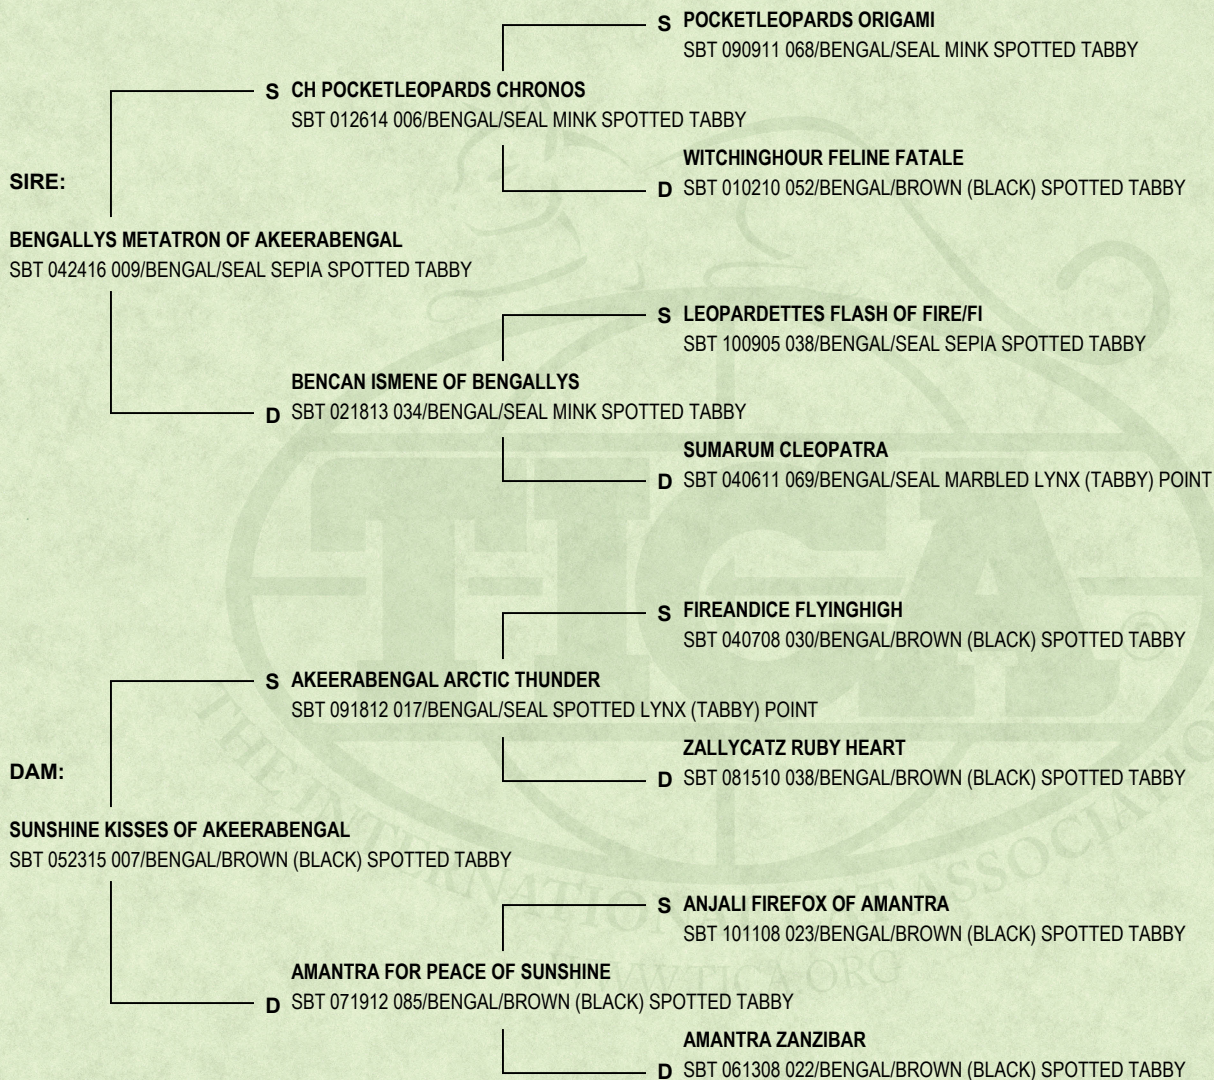 S POCKETLEOPARDS ORIGAMI
SBT 090911 068/BENGAL/SEAL MINK SPOTTED TABBY
S CH POCKETLEOPARDS CHRONOS
SBT 012614 006/BENGAL/SEAL MINK SPOTTED TABBY
WITCHINGHOUR FELINE FATALE
D SBT 010210 052/BENGAL/BROWN (BLACK) SPOTTED TABBY
SIRE:
BENGALLYS METATRON OF AKEERABENGAL
SBT 042416 009/BENGAL/SEAL SEPIA SPOTTED TABBY
S LEOPARDETTES FLASH OF FIRE/FI
SBT 100905 038/BENGAL/SEAL SEPIA SPOTTED TABBY
BENCAN ISMENE OF BENGALLYS
D SBT 021813 034/BENGAL/SEAL MINK SPOTTED TABBY
SUMARUM CLEOPATRA
D SBT 040611 069/BENGAL/SEAL MARBLED LYNX (TABBY) POINT
S FIREANDICE FLYINGHIGH
SBT 040708 030/BENGAL/BROWN (BLACK) SPOTTED TABBY
S AKEERABENGAL ARCTIC THUNDER
SBT 091812 017/BENGAL/SEAL SPOTTED LYNX (TABBY) POINT
ZALLYCATZ RUBY HEART
D SBT 081510 038/BENGAL/BROWN (BLACK) SPOTTED TABBY
DAM:
SUNSHINE KISSES OF AKEERABENGAL
SBT 052315 007/BENGAL/BROWN (BLACK) SPOTTED TABBY
S ANJALI FIREFOX OF AMANTRA
SBT 101108 023/BENGAL/BROWN (BLACK) SPOTTED TABBY
AMANTRA FOR PEACE OF SUNSHINE
D SBT 071912 085/BENGAL/BROWN (BLACK) SPOTTED TABBY
AMANTRA ZANZIBAR
D SBT 061308 022/BENGAL/BROWN (BLACK) SPOTTED TABBY
TICA ®
THE INTERNATIONAL CAT ASSOCIATIO
WWW.TICA.ORG